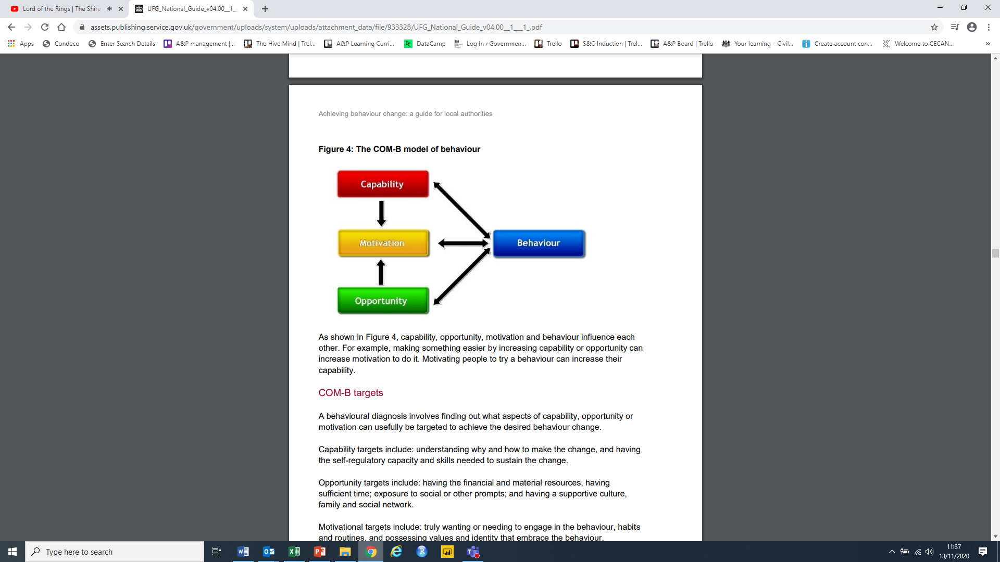 Lord of the Rings | The Shire
UFG_National_Guide_v04.00__1__
assets.publishing.service.gov.uk/government/uploads/system/uploads/attachment_data/file/933328/UFG_National_Guide_v04.00__1___1_.pdf
Apps Condeco Enter Search Details A&P management |... The Hive Mind | Trel... A&P Learning Curri... DC DataCamp Log In ‹ Governmen... Trello S&C Induction | Trel... A&P Board | Trello Your learning – Civil... i Create account con... Welcome to CECAN... »
Achieving behaviour change: a guide for local authorities
Figure 4: The COM-B model of behaviour
Capability
Motivation
Behaviour
Opportunity
As shown in Figure 4, capability, opportunity, motivation and behaviour influence each
other. For example, making something easier by increasing capability or opportunity can
increase motivation to do it. Motivating people to try a behaviour can increase their
capability.
COM-B targets
A behavioural diagnosis involves finding out what aspects of capability, opportunity or
motivation can usefully be targeted to achieve the desired behaviour change.
Capability targets include: understanding why and how to make the change, and having
the self-regulatory capacity and skills needed to sustain the change.
Opportunity targets include: having the financial and material resources, having
sufficient time; exposure to social or other prompts; and having a supportive culture,
family and social network.
Motivational targets include: truly wanting or needing to engage in the behaviour, habits
and routines, and possessing values and identity that embrace the behaviour.
Type here to search
11:37
13/11/2020